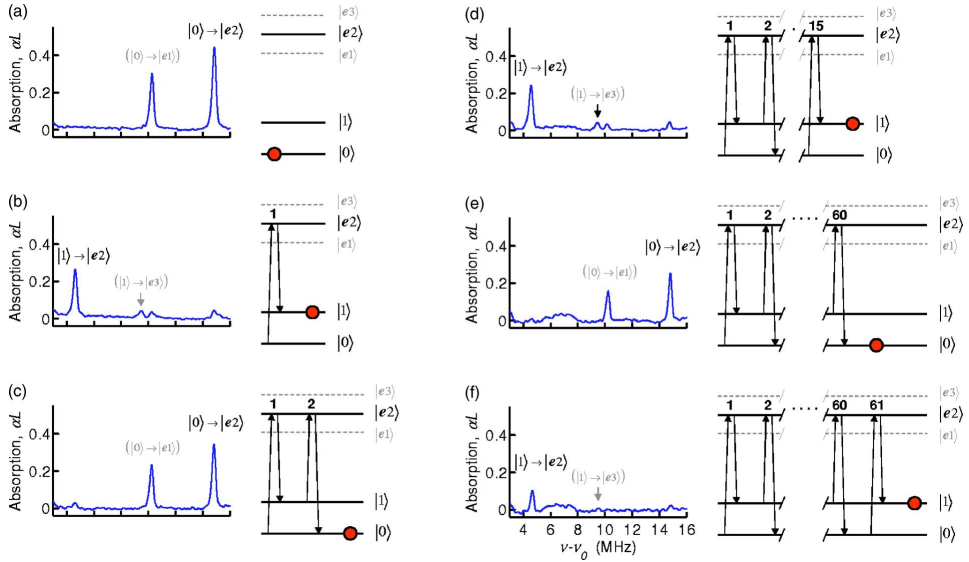 (a)
Absorption, αL
0.4
0.2
0
(|0⟩→|e1⟩)
|0⟩→|e2⟩
|e3⟩
|e2⟩
|e1⟩
|1⟩
|0⟩
(b)
Absorption, αL
0.4
0.2
0
|1⟩→|e2⟩
(|1⟩→|e3⟩)
1
|e3⟩
|e2⟩
|e1⟩
|1⟩
|0⟩
(c)
Absorption, αL
0.4
0.2
0
(|0⟩→|e1⟩)
|0⟩→|e2⟩
1 2
|e3⟩
|e2⟩
|e1⟩
|1⟩
|0⟩
(d)
Absorption, αL
0.4
0.2
0
|1⟩→|e2⟩
(|1⟩→|e3⟩)
1 2 · · 15
|e3⟩
|e2⟩
|e1⟩
|1⟩
|0⟩
(e)
Absorption, αL
0.4
0.2
0
(|0⟩→|e1⟩)
|0⟩→|e2⟩
1 2 ···· 60
|e3⟩
|e2⟩
|e1⟩
|1⟩
|0⟩
(f)
Absorption, αL
0.4
0.2
0
|1⟩→|e2⟩
(|1⟩→|e3⟩)
4 6 8 10 12 14 16
ν-ν0 (MHz)
1 2 ···· 60 61
|e3⟩
|e2⟩
|e1⟩
|1⟩
|0⟩